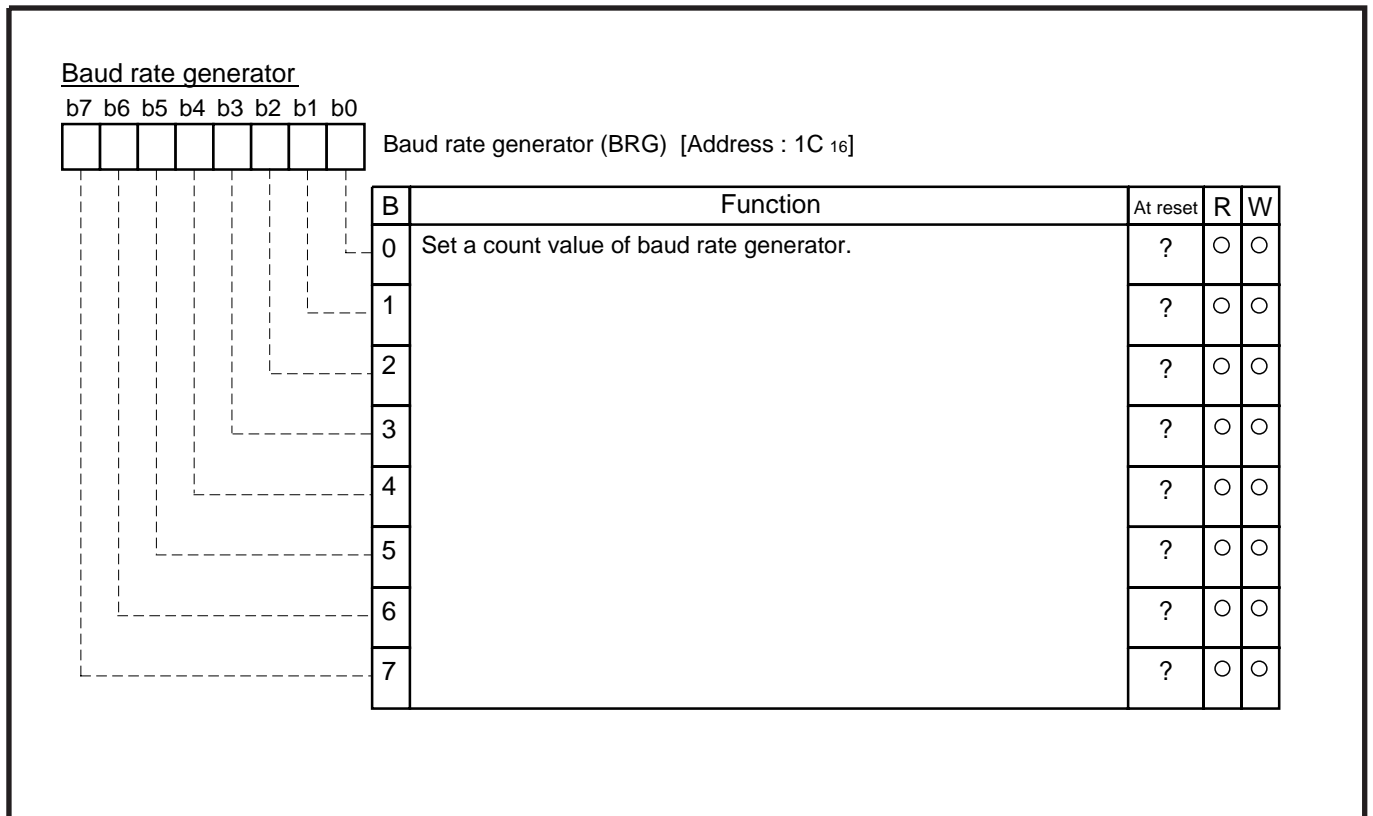 Baud rate generator
b7 b6 b5 b4 b3 b2 b1 b0
Baud rate generator (BRG) [Address : 1C 16]
B Function At reset R W
0 Set a count value of baud rate generator. ? ○ ○
1 ? ○ ○
2 ? ○ ○
3 ? ○ ○
4 ? ○ ○
5 ? ○ ○
6 ? ○ ○
7 ? ○ ○